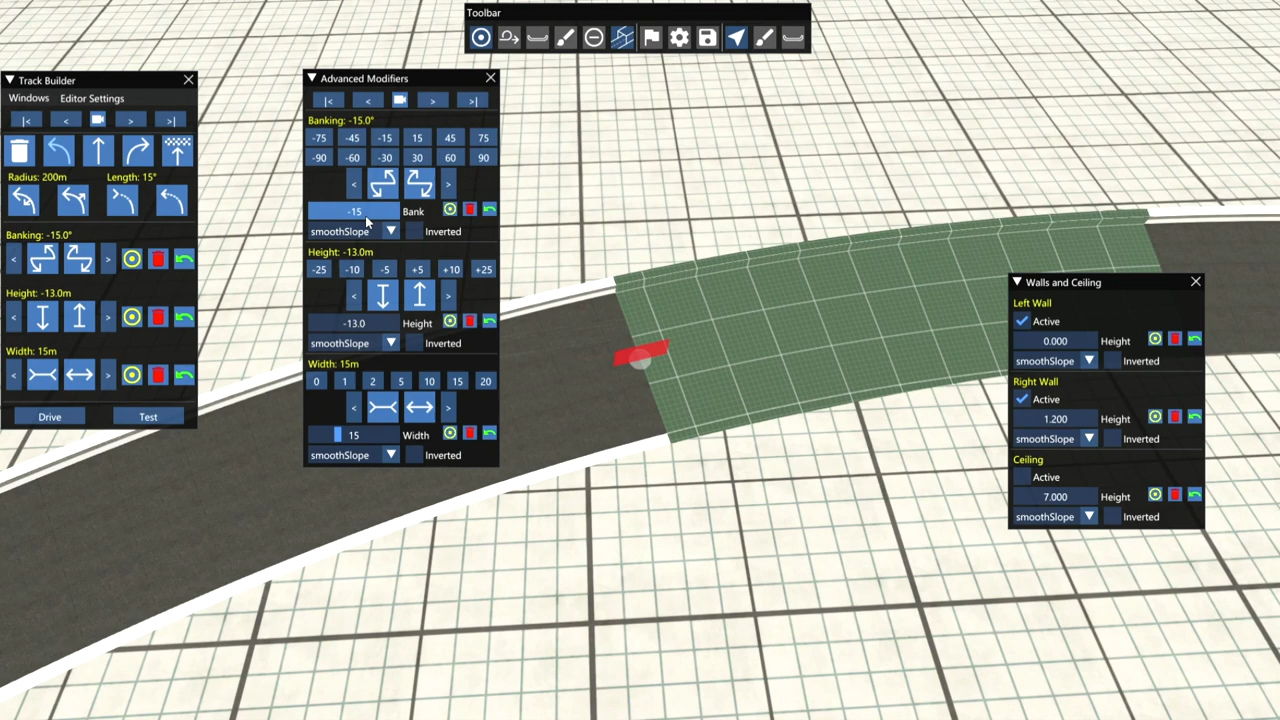 Toolbar
Track Builder
Windows Editor Settings
|< < > >|
Radius: 200m Length: 15°
Banking: -15.0°
< >
Height: -13.0m
< >
Width: 15m
< >
Drive Test
Advanced Modifiers
|< < > >|
Banking: -15.0°
-75 -45 -15 15 45 75
-90 -60 -30 30 60 90
< >
-15 Bank
smoothSlope Inverted
Height: -13.0m
-25 -10 -5 +5 +10 +25
< >
-13.0 Height
smoothSlope Inverted
Width: 15m
0 1 2 5 10 15 20
< >
15 Width
smoothSlope Inverted
Walls and Ceiling
Left Wall
Active
0.000 Height
smoothSlope Inverted
Right Wall
Active
1.200 Height
smoothSlope Inverted
Ceiling
Active
7.000 Height
smoothSlope Inverted